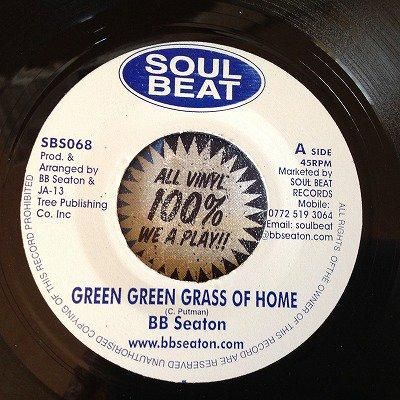 SOUL
BEAT
SBS068
Prod. &
Arranged by
BB Seaton &
JA-13
Tree Publishing
Co. Inc
A SIDE
45RPM
Marketed by
SOUL BEAT
RECORDS
Mobile:
0772 519 3064
Email: soulbeat
@bbseaton.com
ALL VINYL
100%
WE A PLAY!!
GREEN GREEN GRASS OF HOME
(C. Putman)
BB Seaton
www.bbseaton.com
ALL RIGHTS OF THE OWNER OF THIS RECORD ARE RESERVED UNAUTHORISED COPYING OF THIS RECORD PROHIBITED